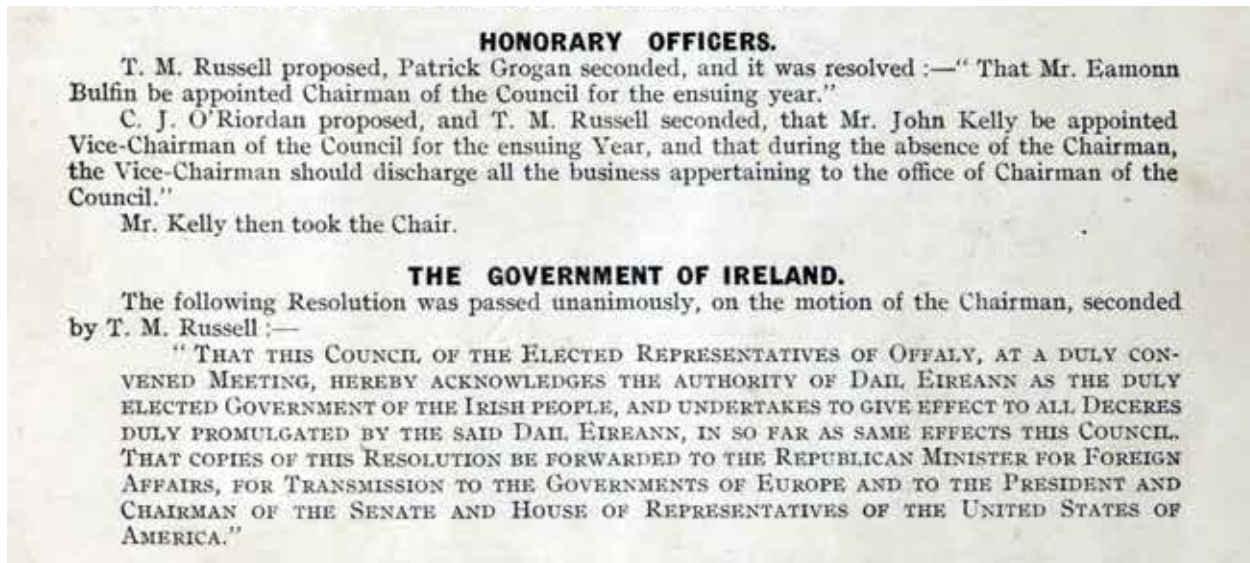 HONORARY OFFICERS.
T. M. Russell proposed, Patrick Grogan seconded, and it was resolved :—“ That Mr. Eamonn
Bulfin be appointed Chairman of the Council for the ensuing year.”
C. J. O’Riordan proposed, and T. M. Russell seconded, that Mr. John Kelly be appointed
Vice-Chairman of the Council for the ensuing Year, and that during the absence of the Chairman,
the Vice-Chairman should discharge all the business appertaining to the office of Chairman of the
Council.”
Mr. Kelly then took the Chair.
THE GOVERNMENT OF IRELAND.
The following Resolution was passed unanimously, on the motion of the Chairman, seconded
by T. M. Russell :—
“ THAT THIS COUNCIL OF THE ELECTED REPRESENTATIVES OF OFFALY, AT A DULY CON-
VENED MEETING, HEREBY ACKNOWLEDGES THE AUTHORITY OF DAIL EIREANN AS THE DULY
ELECTED GOVERNMENT OF THE IRISH PEOPLE, AND UNDERTAKES TO GIVE EFFECT TO ALL DECERES
DULY PROMULGATED BY THE SAID DAIL EIREANN, IN SO FAR AS SAME EFFECTS THIS COUNCIL.
THAT COPIES OF THIS RESOLUTION BE FORWARDED TO THE REPUBLICAN MINISTER FOR FOREIGN
AFFAIRS, FOR TRANSMISSION TO THE GOVERNMENTS OF EUROPE AND TO THE PRESIDENT AND
CHAIRMAN OF THE SENATE AND HOUSE OF REPRESENTATIVES OF THE UNITED STATES OF
AMERICA.”